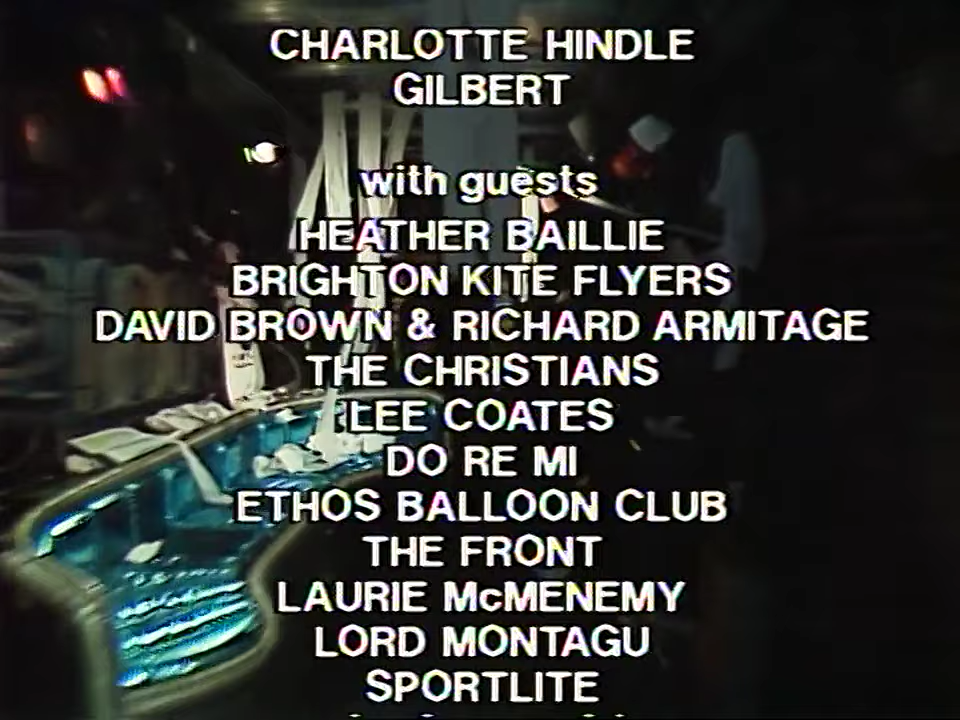 CHARLOTTE HINDLE
GILBERT
with guests
HEATHER BAILLIE
BRIGHTON KITE FLYERS
DAVID BROWN & RICHARD ARMITAGE
THE CHRISTIANS
LEE COATES
DO RE MI
ETHOS BALLOON CLUB
THE FRONT
LAURIE McMENEMY
LORD MONTAGU
SPORTLITE